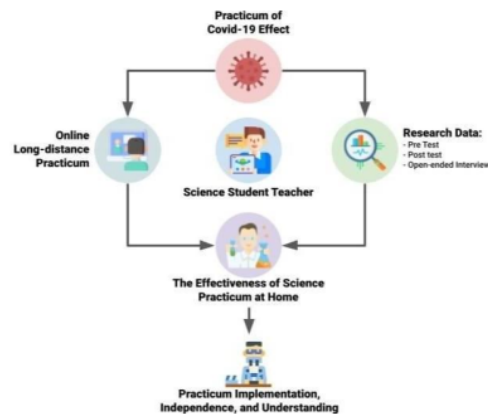 Practicum of
Covid-19 Effect
Online
Long-distance
Practicum
Science Student Teacher
Research Data:
- Pre Test
- Post test
- Open-ended Interview
The Effectiveness of Science
Practicum at Home
Practicum Implementation,
Independence, and Understanding